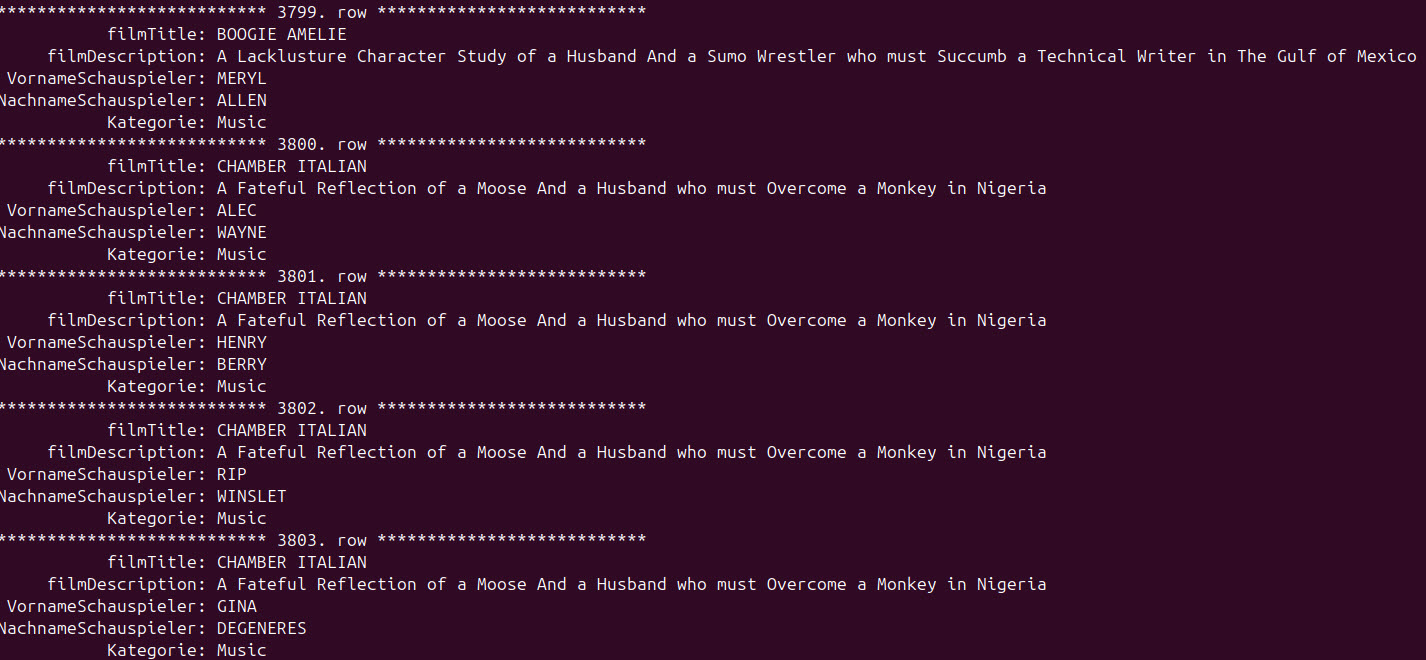 *************************** 3799. row ***************************
filmTitle: BOOGIE AMELIE
filmDescription: A Lacklusture Character Study of a Husband And a Sumo Wrestler who must Succumb a Technical Writer in The Gulf of Mexico
VornameSchauspieler: MERYL
NachnameSchauspieler: ALLEN
Kategorie: Music
*************************** 3800. row ***************************
filmTitle: CHAMBER ITALIAN
filmDescription: A Fateful Reflection of a Moose And a Husband who must Overcome a Monkey in Nigeria
VornameSchauspieler: ALEC
NachnameSchauspieler: WAYNE
Kategorie: Music
*************************** 3801. row ***************************
filmTitle: CHAMBER ITALIAN
filmDescription: A Fateful Reflection of a Moose And a Husband who must Overcome a Monkey in Nigeria
VornameSchauspieler: HENRY
NachnameSchauspieler: BERRY
Kategorie: Music
*************************** 3802. row ***************************
filmTitle: CHAMBER ITALIAN
filmDescription: A Fateful Reflection of a Moose And a Husband who must Overcome a Monkey in Nigeria
VornameSchauspieler: RIP
NachnameSchauspieler: WINSLET
Kategorie: Music
*************************** 3803. row ***************************
filmTitle: CHAMBER ITALIAN
filmDescription: A Fateful Reflection of a Moose And a Husband who must Overcome a Monkey in Nigeria
VornameSchauspieler: GINA
NachnameSchauspieler: DEGENERES
Kategorie: Music